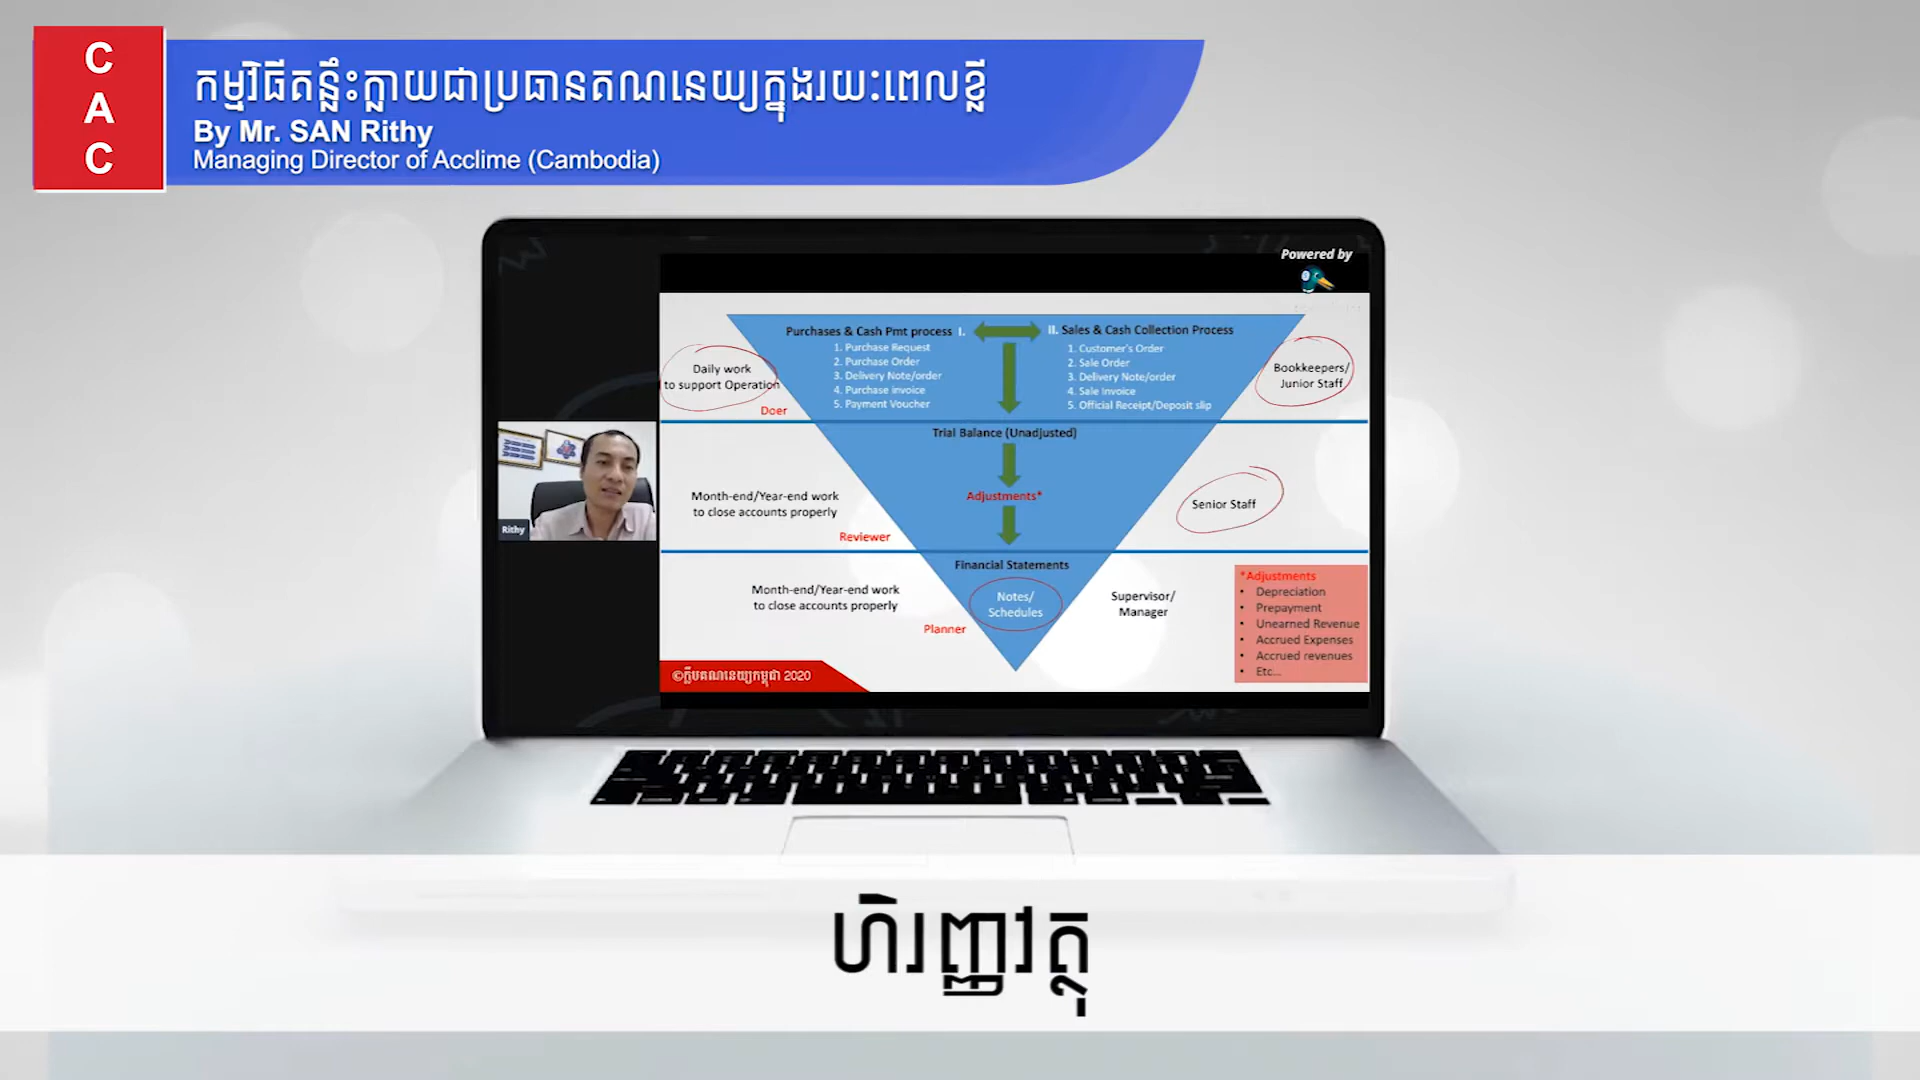 C
A
C
កម្មវិធីគន្លឹះក្លាយជាប្រធានគណនេយ្យក្នុងរយៈពេលខ្លី
By Mr. SAN Rithy
Managing Director of Acclime (Cambodia)
Powered by
Purchases & Cash Pmt process I.
1. Purchase Request
2. Purchase Order
3. Delivery Note/order
4. Purchase invoice
5. Payment Voucher
II. Sales & Cash Collection Process
1. Customer's Order
2. Sale Order
3. Delivery Note/order
4. Sale Invoice
5. Official Receipt/Deposit slip
Daily work
to support Operation
Doer
Bookkeepers/
Junior Staff
Trial Balance (Unadjusted)
Adjustments*
Month-end/Year-end work
to close accounts properly
Reviewer
Senior Staff
Rithy
Financial Statements
Notes/
Schedules
Month-end/Year-end work
to close accounts properly
Planner
Supervisor/
Manager
*Adjustments
• Depreciation
• Prepayment
• Unearned Revenue
• Accrued Expenses
• Accrued revenues
• Etc...
©ក្លឹបគណនេយ្យកម្ពុជា 2020
ហិរញ្ញវត្ថុ